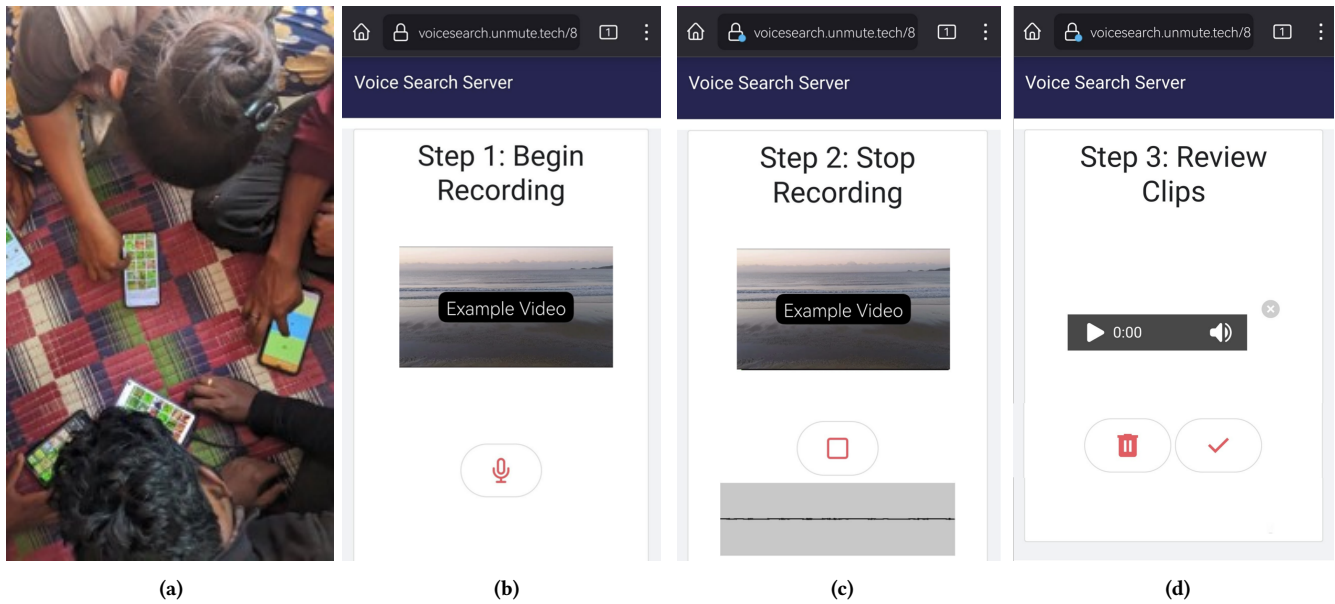 voicesearch.unmute.tech/8
1
Voice Search Server
Step 1: Begin
Recording
Example Video
(b)
voicesearch.unmute.tech/8
1
Voice Search Server
Step 2: Stop
Recording
Example Video
(c)
voicesearch.unmute.tech/8
1
Voice Search Server
Step 3: Review
Clips
0:00
(d)
(a)